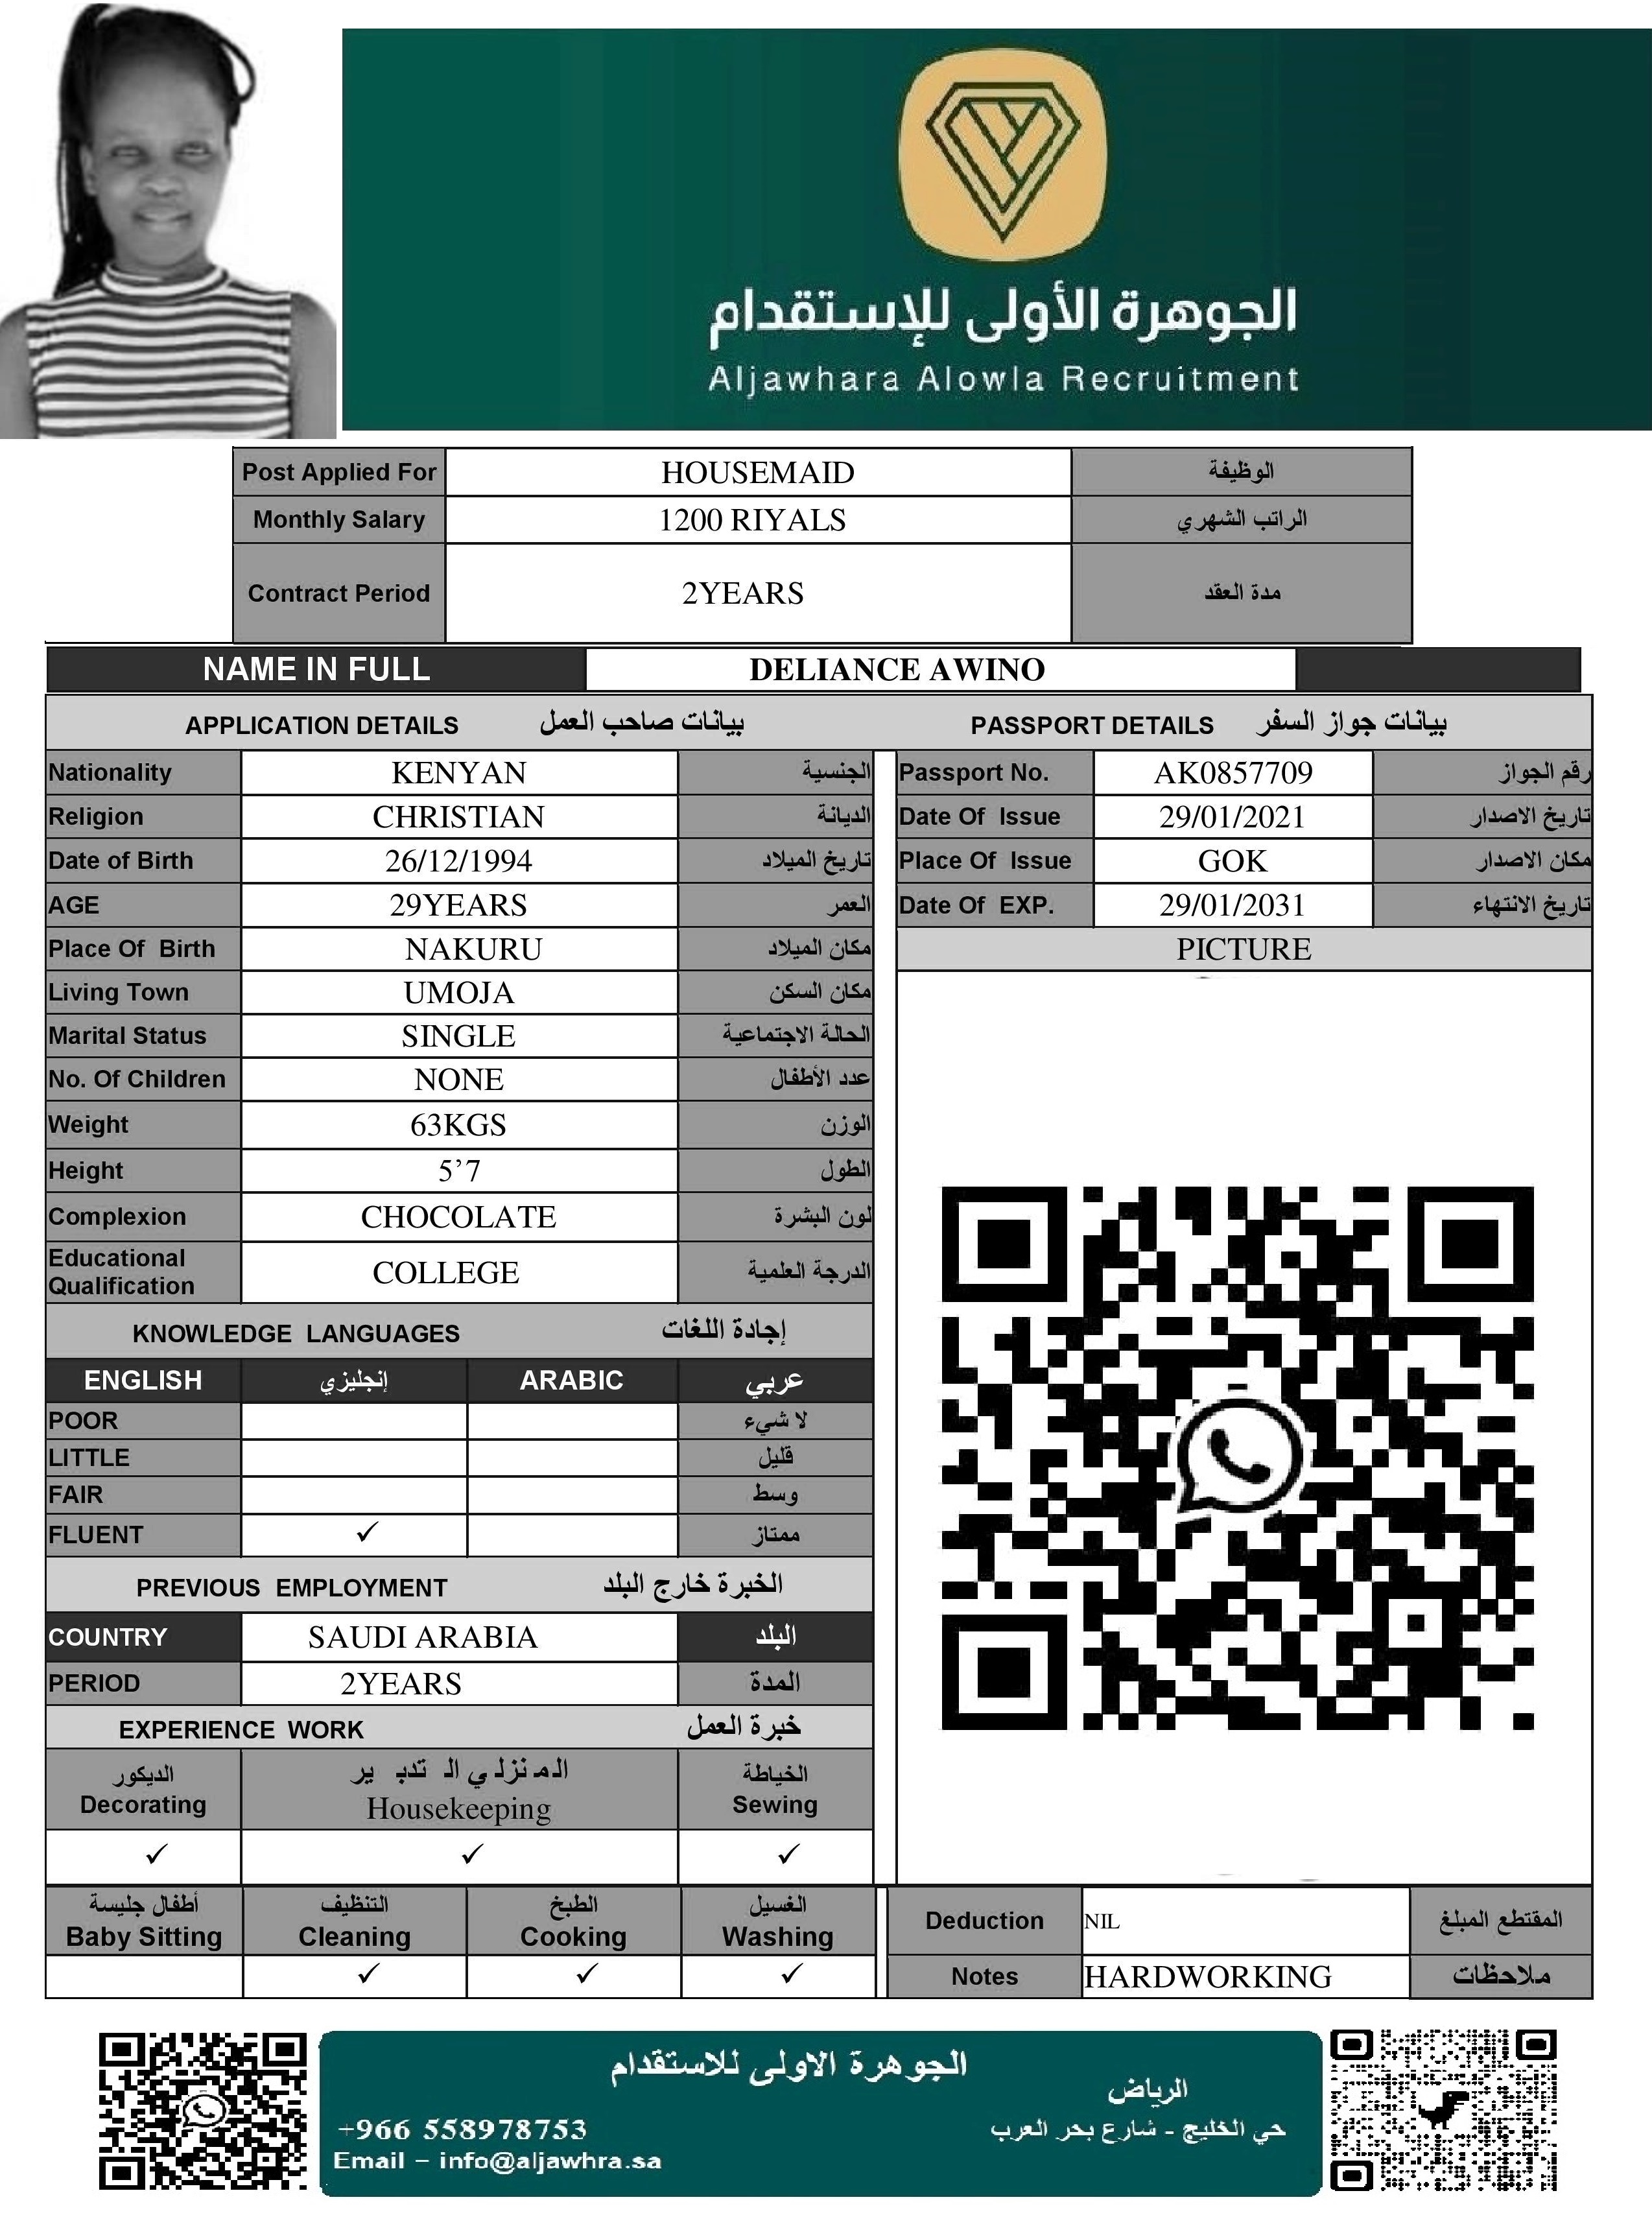 الجوهرة الأولى للإستقدام
Aljawhara Alowla Recruitment
Post Applied For HOUSEMAID الوظيفة
Monthly Salary 1200 RIYALS الراتب الشهري
Contract Period 2YEARS مدة العقد
NAME IN FULL DELIANCE AWINO
APPLICATION DETAILS بيانات صاحب العمل PASSPORT DETAILS بيانات جواز السفر
Nationality KENYAN الجنسية Passport No. AK0857709 رقم الجواز
Religion CHRISTIAN الديانة Date Of Issue 29/01/2021 تاريخ الاصدار
Date of Birth 26/12/1994 تاريخ الميلاد Place Of Issue GOK مكان الاصدار
AGE 29YEARS العمر Date Of EXP. 29/01/2031 تاريخ الانتهاء
Place Of Birth NAKURU مكان الميلاد PICTURE
Living Town UMOJA مكان السكن
Marital Status SINGLE الحالة الاجتماعية
No. Of Children NONE عدد الأطفال
Weight 63KGS الوزن
Height 5’7 الطول
Complexion CHOCOLATE لون البشرة
Educational
Qualification COLLEGE الدرجة العلمية
KNOWLEDGE LANGUAGES إجادة اللغات
ENGLISH إنجليزي ARABIC عربي
POOR لا شيء
LITTLE قليل
FAIR وسط
FLUENT ✓ ممتاز
PREVIOUS EMPLOYMENT الخبرة خارج البلد
COUNTRY SAUDI ARABIA البلد
PERIOD 2YEARS المدة
EXPERIENCE WORK خبرة العمل
الديكور المنزلي التدبير الخياطة
Decorating Housekeeping Sewing
✓ ✓ ✓
أطفال جليسة التنظيف الطبخ الغسيل
Baby Sitting Cleaning Cooking Washing
✓ ✓ ✓
Deduction NIL المقتطع المبلغ
Notes HARDWORKING ملاحظات
الجوهرة الاولى للاستقدام
الرياض
حي الخليج - شارع بحر العرب
+966 558978753
Email – info@aljawhra.sa